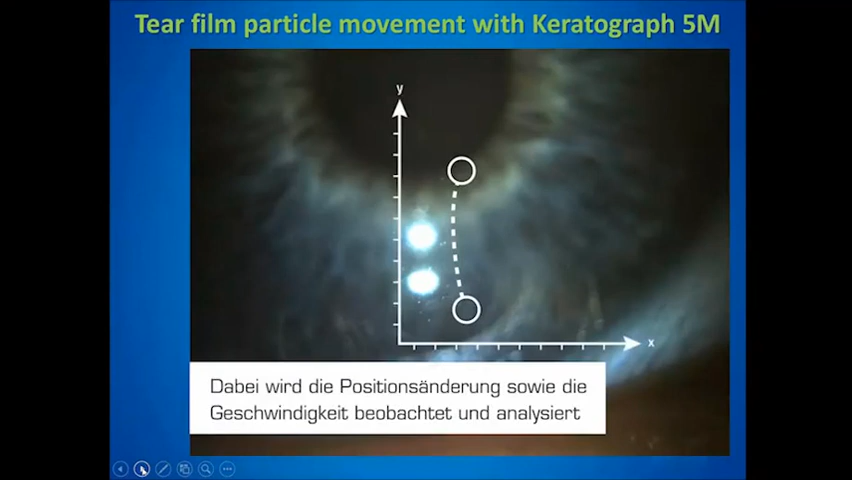 Tear film particle movement with Keratograph 5M
y
x
Dabei wird die Positionsänderung sowie die
Geschwindigkeit beobachtet und analysiert